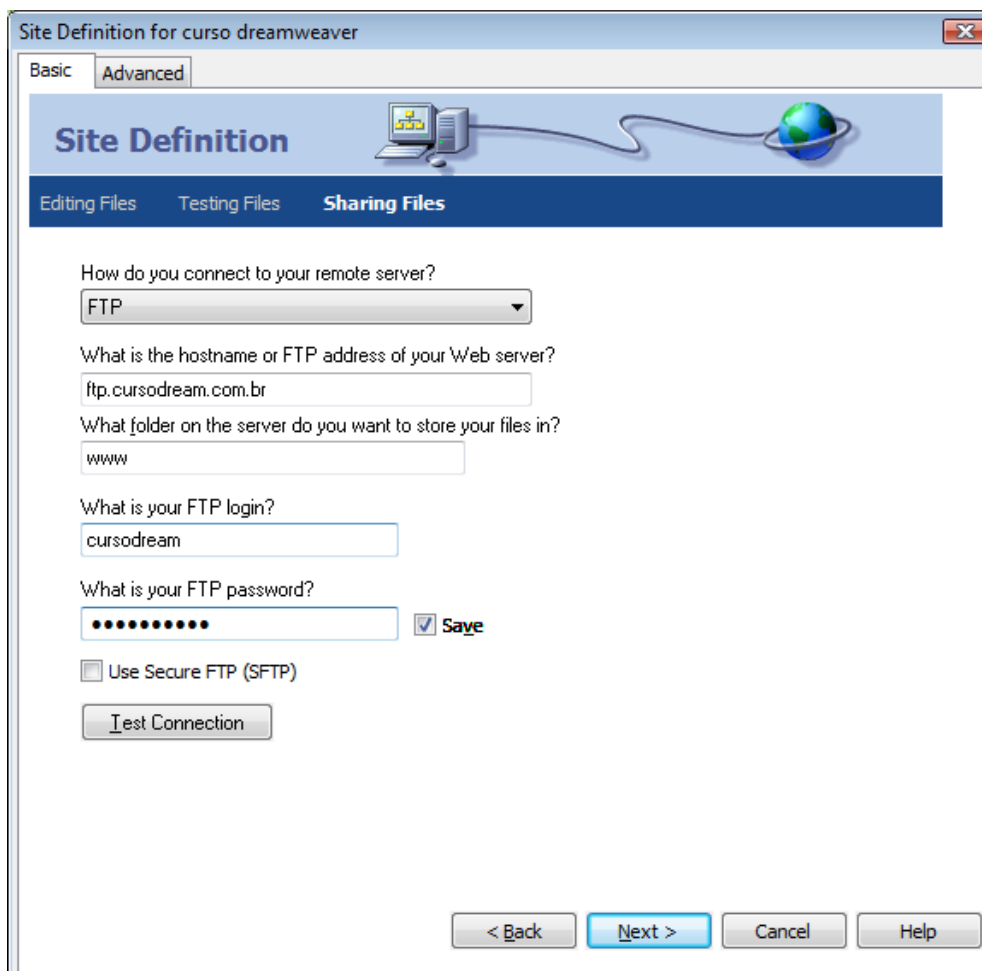 Site Definition for curso dreamweaver
Basic Advanced
Site Definition
Editing Files Testing Files Sharing Files
How do you connect to your remote server?
FTP
What is the hostname or FTP address of your Web server?
ftp.cursodream.com.br
What folder on the server do you want to store your files in?
www
What is your FTP login?
cursodream
What is your FTP password?
●●●●●●●●●●
Save
Use Secure FTP (SFTP)
Test Connection
< Back Next > Cancel Help